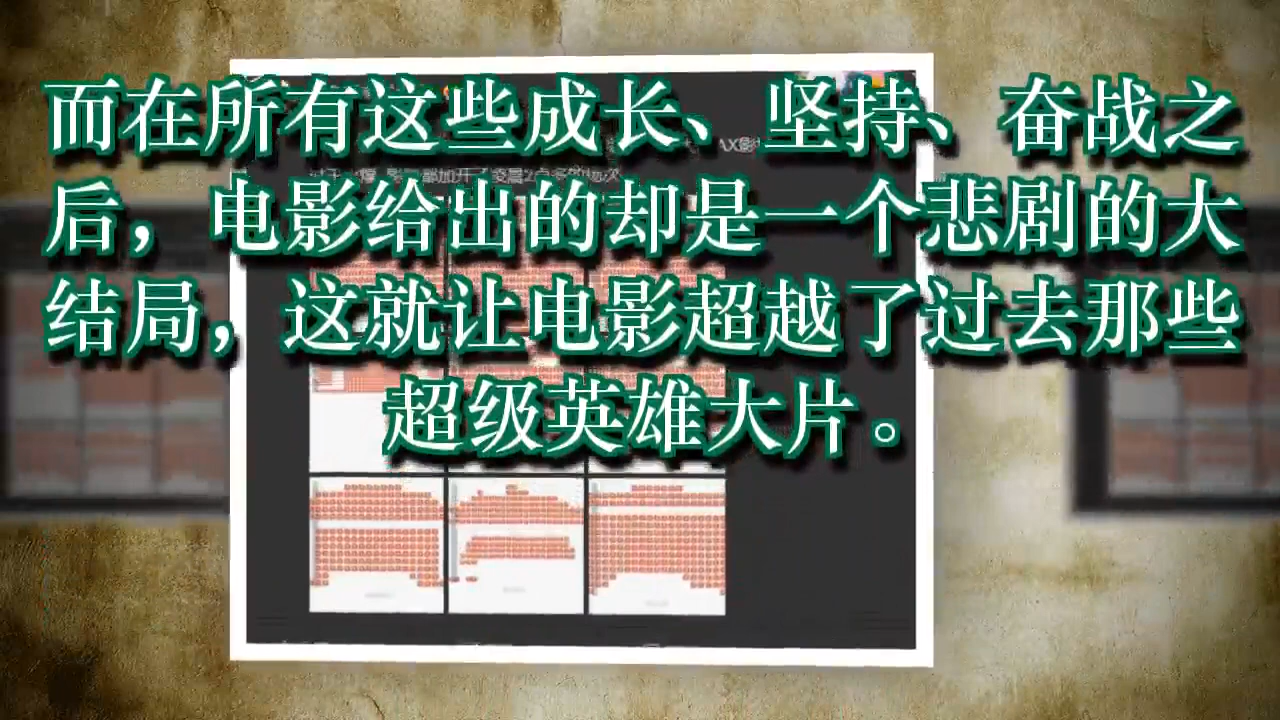 而在所有这些成长、坚持、奋战之
后，电影给出的却是一个悲剧的大
结局，这就让电影超越了过去那些
超级英雄大片。